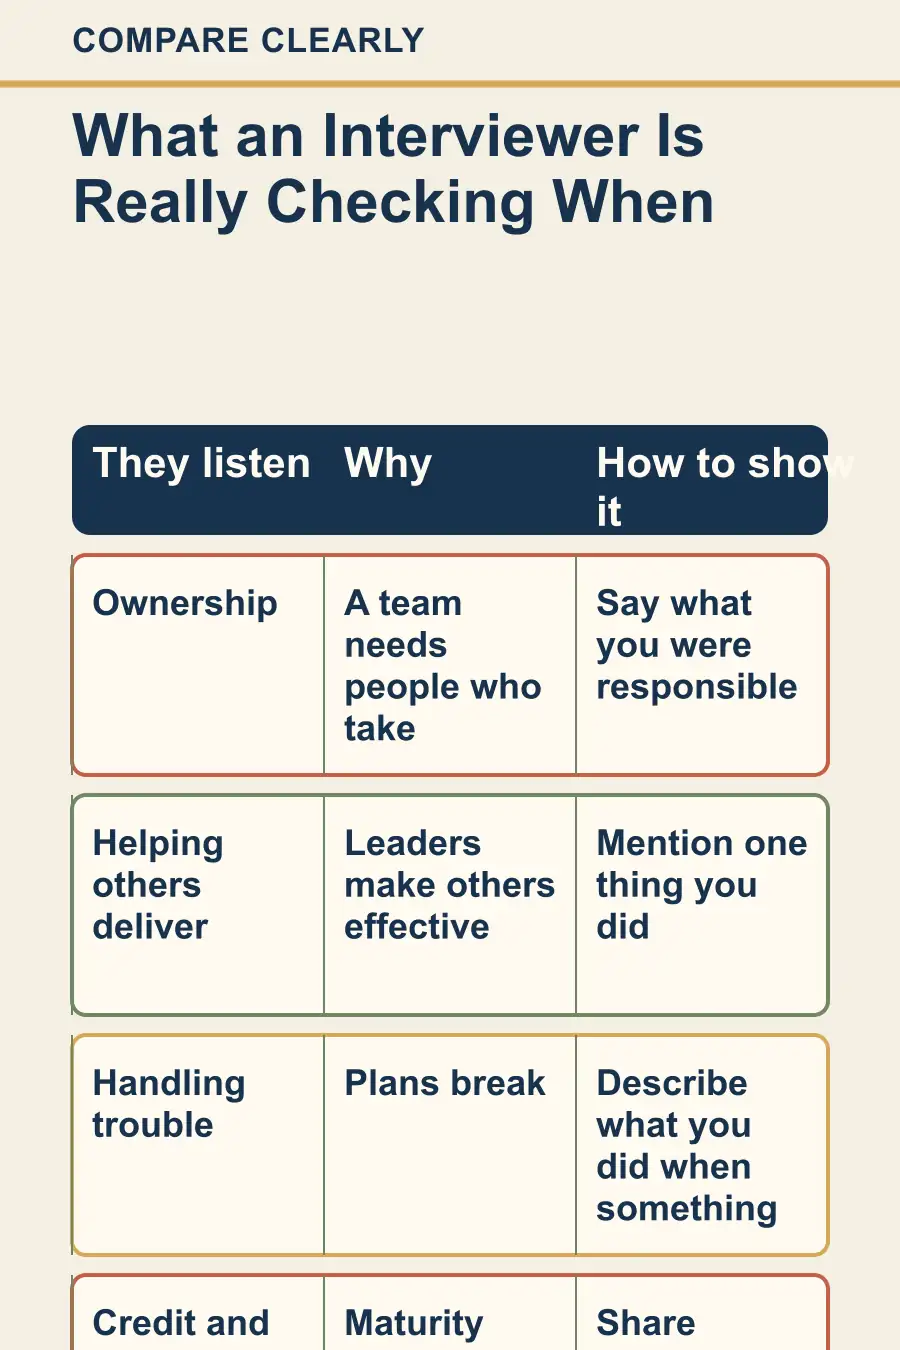 COMPARE CLEARLY
What an Interviewer Is
Really Checking When
They listen
Why
How to show
it
Ownership
A team
needs
people who
take
Say what
you were
responsible
Helping
others
deliver
Leaders
make others
effective
Mention one
thing you
did
Handling
trouble
Plans break
Describe
what you
did when
something
Credit and
Maturity
Share